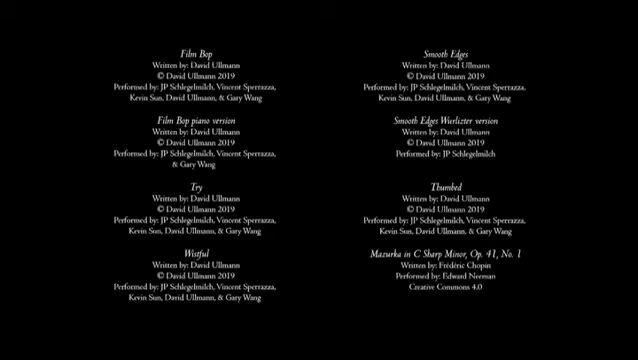 Film Bop
Written by: David Ullmann
© David Ullmann 2019
Performed by: JP Schlegelmilch, Vincent Sperrazza,
Kevin Sun, David Ullmann, & Gary Wang
Film Bop piano version
Written by: David Ullmann
© David Ullmann 2019
Performed by: JP Schlegelmilch, Vincent Sperrazza,
& Gary Wang
Try
Written by: David Ullmann
© David Ullmann 2019
Performed by: JP Schlegelmilch, Vincent Sperrazza,
Kevin Sun, David Ullmann, & Gary Wang
Wistful
Written by: David Ullmann
© David Ullmann 2019
Performed by: JP Schlegelmilch, Vincent Sperrazza,
Kevin Sun, David Ullmann, & Gary Wang
Smooth Edges
Written by: David Ullmann
© David Ullmann 2019
Performed by: JP Schlegelmilch, Vincent Sperrazza,
Kevin Sun, David Ullmann, & Gary Wang
Smooth Edges Wurlizter version
Written by: David Ullmann
© David Ullmann 2019
Performed by: JP Schlegelmilch
Thumbed
Written by: David Ullmann
© David Ullmann 2019
Performed by: JP Schlegelmilch, Vincent Sperrazza,
Kevin Sun, David Ullmann, & Gary Wang
Mazurka in C Sharp Minor, Op. 41, No. 1
Written by: Frédéric Chopin
Performed by: Edward Neeman
Creative Commons 4.0